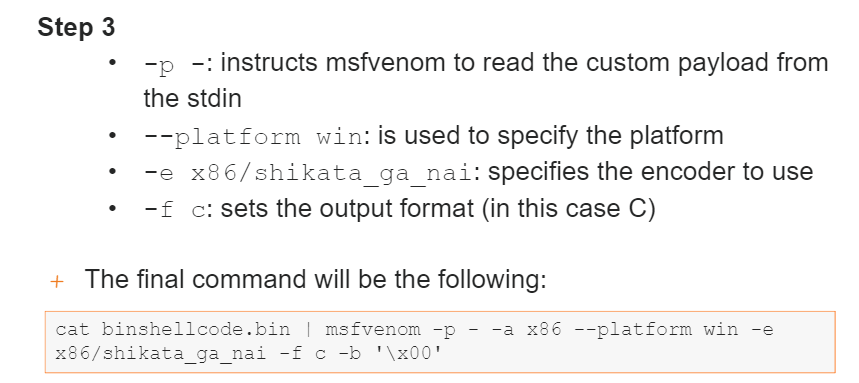 Step 3
• -p -: instructs msfvenom to read the custom payload from
the stdin
• --platform win: is used to specify the platform
• -e x86/shikata_ga_nai: specifies the encoder to use
• -f c: sets the output format (in this case C)
+ The final command will be the following:
cat binshellcode.bin | msfvenom -p - -a x86 --platform win -e
x86/shikata_ga_nai -f c -b '\x00'